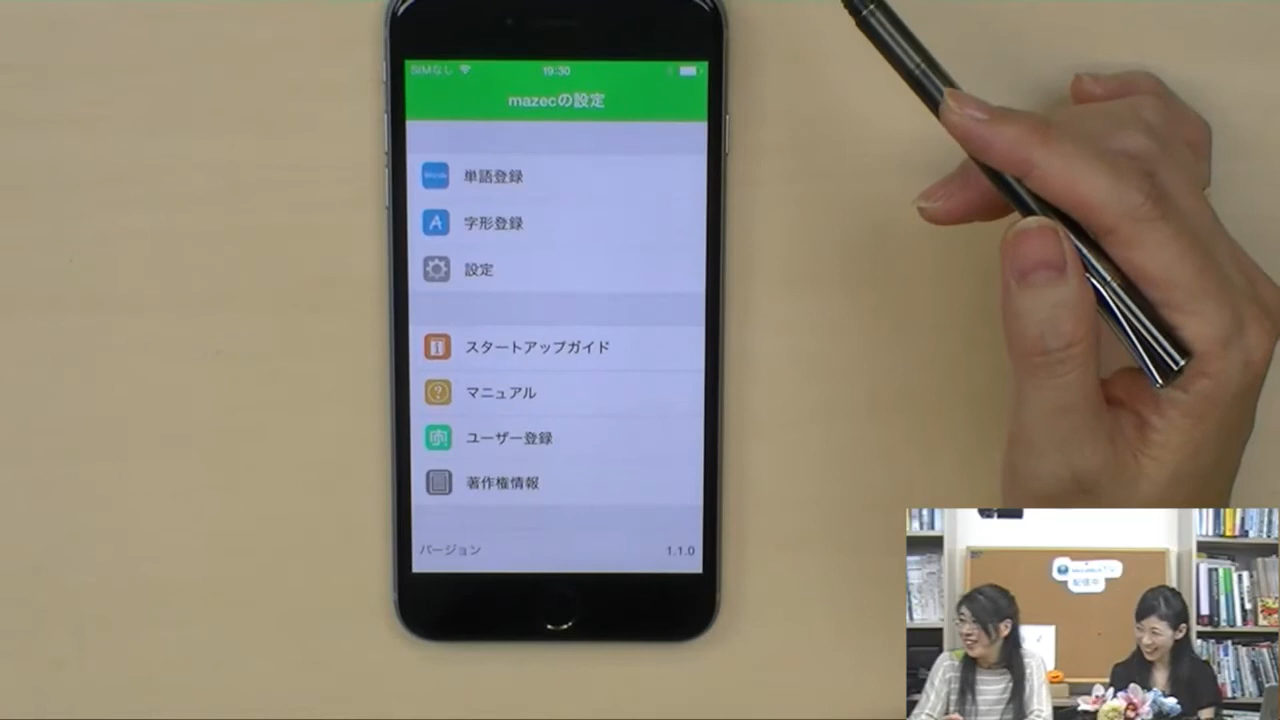 SIMなし
19:30
mazecの設定
単語登録
A
字形登録
設定
スタートアップガイド
?
マニュアル
ユーザー登録
著作権情報
バージョン
1.1.0
配信中